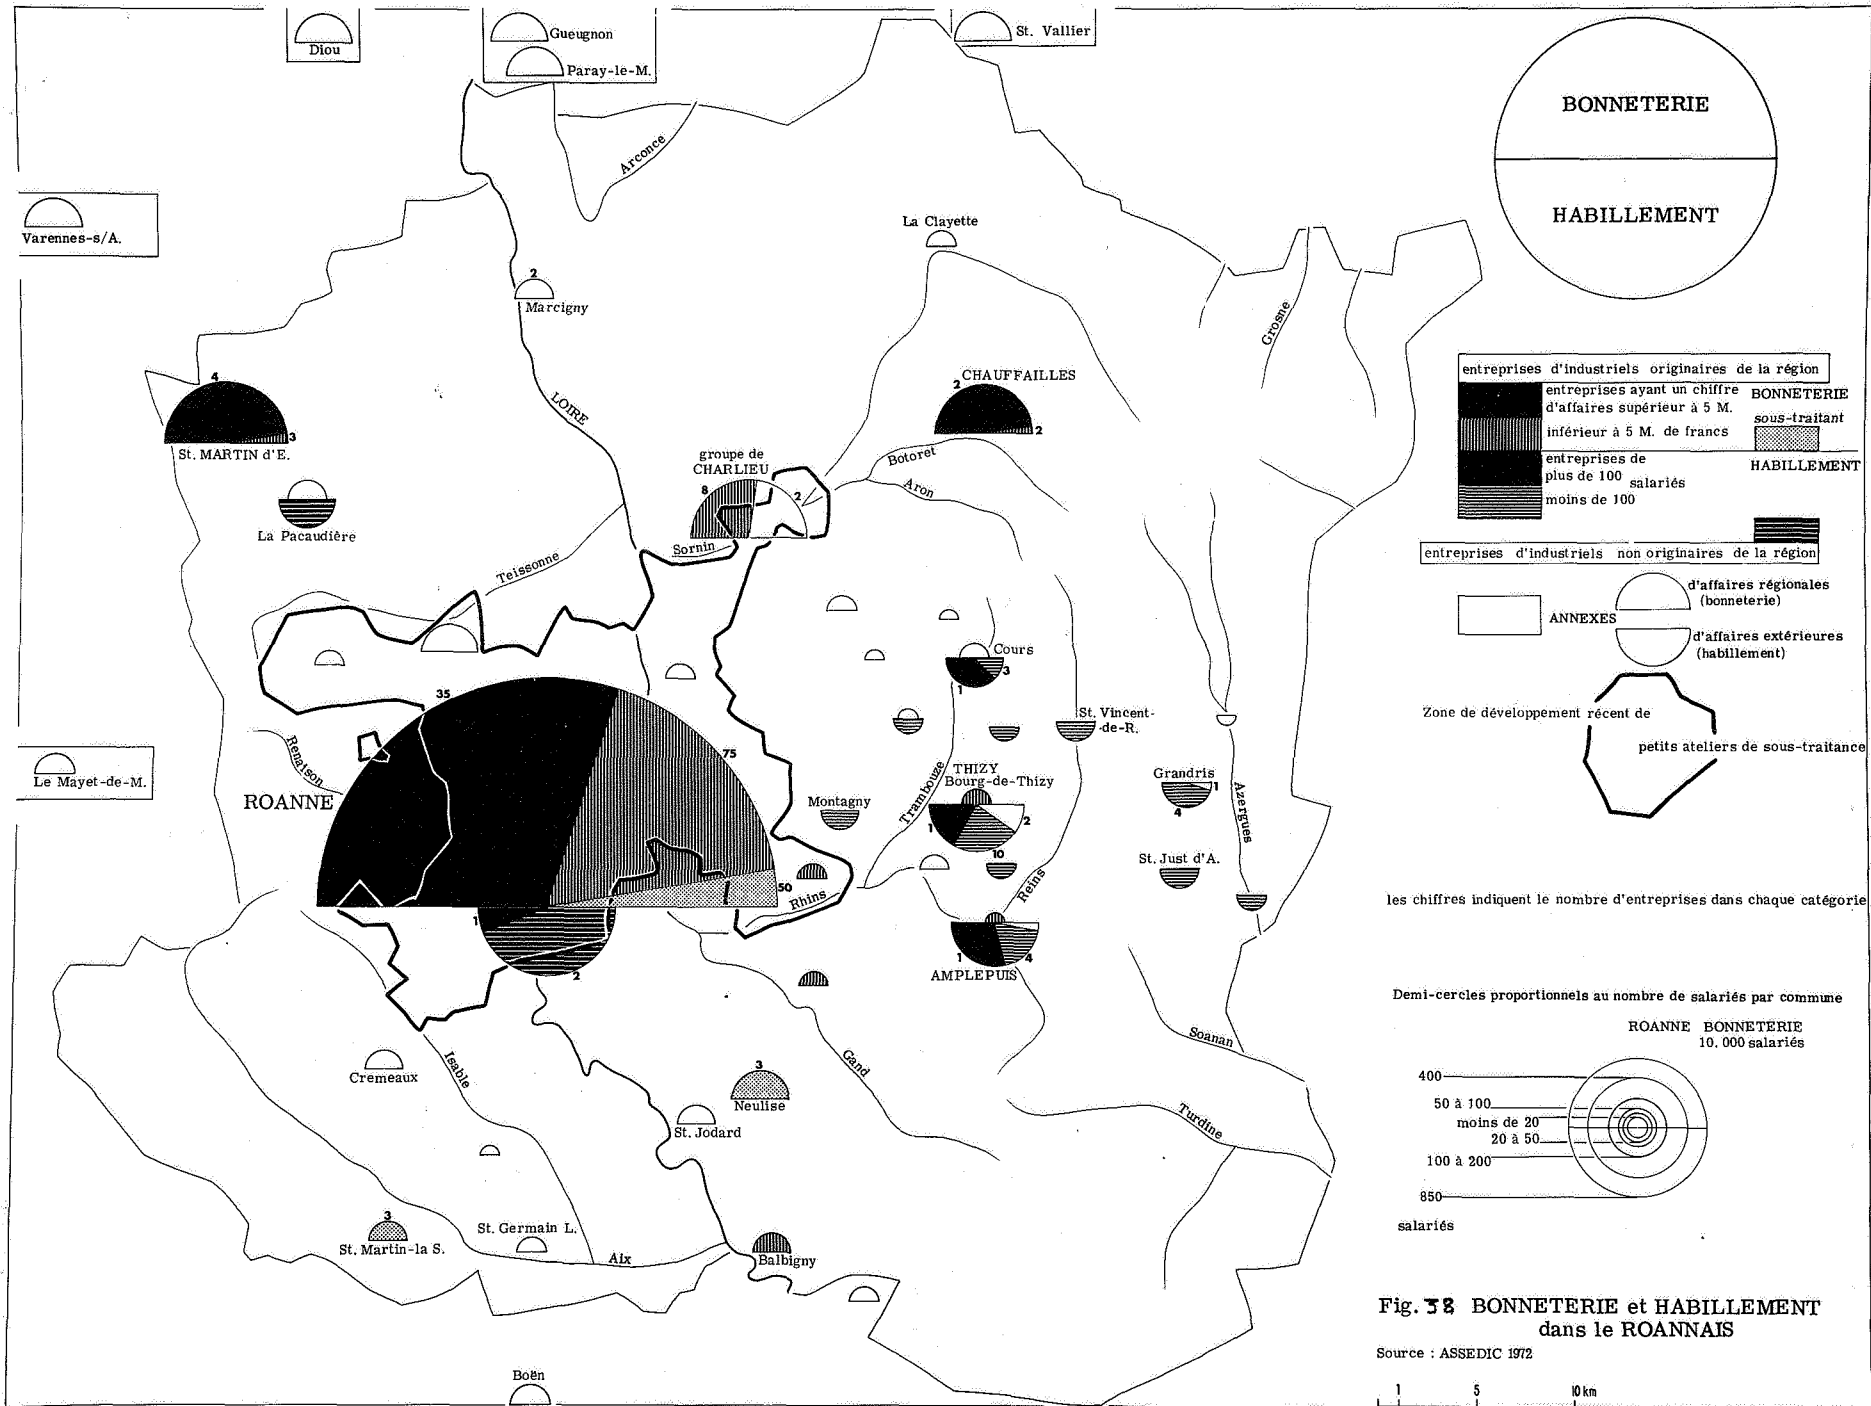 Diou
Gueugnon
Paray-le-M.
St. Vallier
BONNETERIE
HABILLEMENT
Arconce
Varennes-s/A.
La Clayette
2
Marcigny
Grosne
LOIRE
4
3
St. MARTIN d'E.
CHAUFFAILLES
2
2
entreprises d'industriels originaires de la région
entreprises ayant un chiffre BONNETERIE
d'affaires supérieur à 5 M.
sous-traitant
inférieur à 5 M. de francs
entreprises de HABILLEMENT
plus de 100 salariés
moins de 100
entreprises d'industriels non originaires de la région
d'affaires régionales
(bonneterie)
ANNEXES
d'affaires extérieures
(habillement)
Zone de développement récent de
petits ateliers de sous-traitance
groupe de
CHARLIEU
8
2
Botoret
Aron
La Pacaudière
Sornin
Teissonne
Cours
1
3
35
75
50
1
2
Renaison
ROANNE
Le Mayet-de-M.
St. Vincent-
-de-R.
THIZY
Bourg-de-Thizy
1
2
10
Trambouze
Montagny
Grandris
1
4
Azergues
St. Just d'A.
Rhins
Reins
1
4
AMPLEPUIS
les chiffres indiquent le nombre d'entreprises dans chaque catégorie
Demi-cercles proportionnels au nombre de salariés par commune
ROANNE BONNETERIE
10.000 salariés
400
50 à 100
moins de 20
20 à 50
100 à 200
850
salariés
Soanan
Gand
Isable
Cremeaux
3
Neulise
St. Jodard
Turdine
3
St. Martin-la S.
St. Germain L.
Aix
Balbigny
Boën
Fig. 38 BONNETERIE et HABILLEMENT
dans le ROANNAIS
Source : ASSEDIC 1972
1 5 10 km